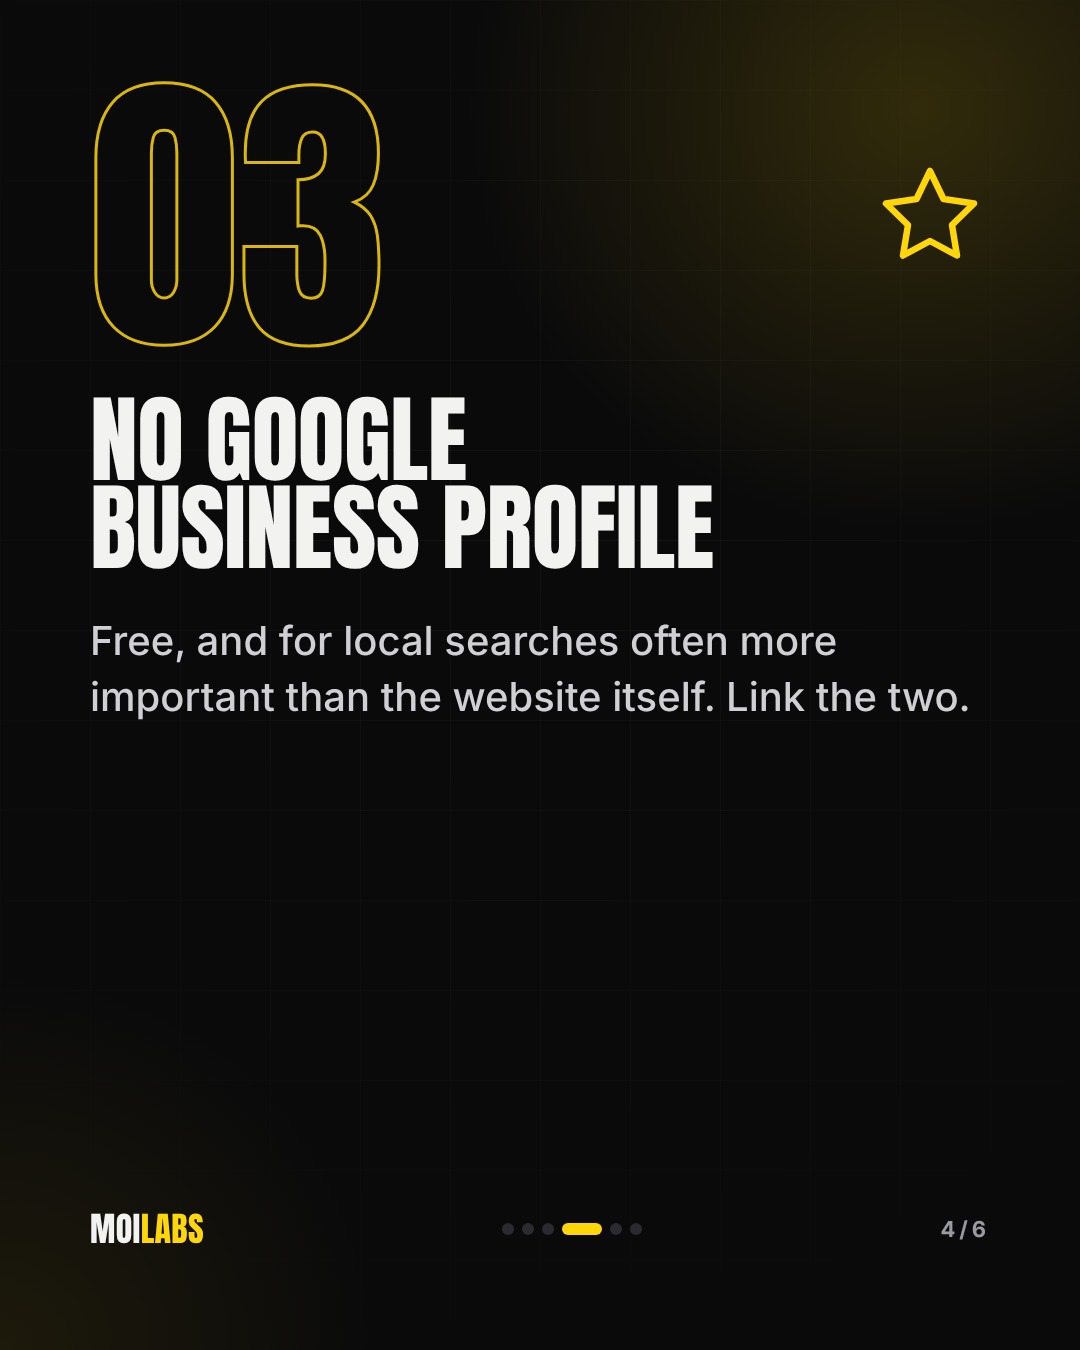 03
NO GOOGLE
BUSINESS PROFILE
Free, and for local searches often more
important than the website itself. Link the two.
MOILABS
4/6